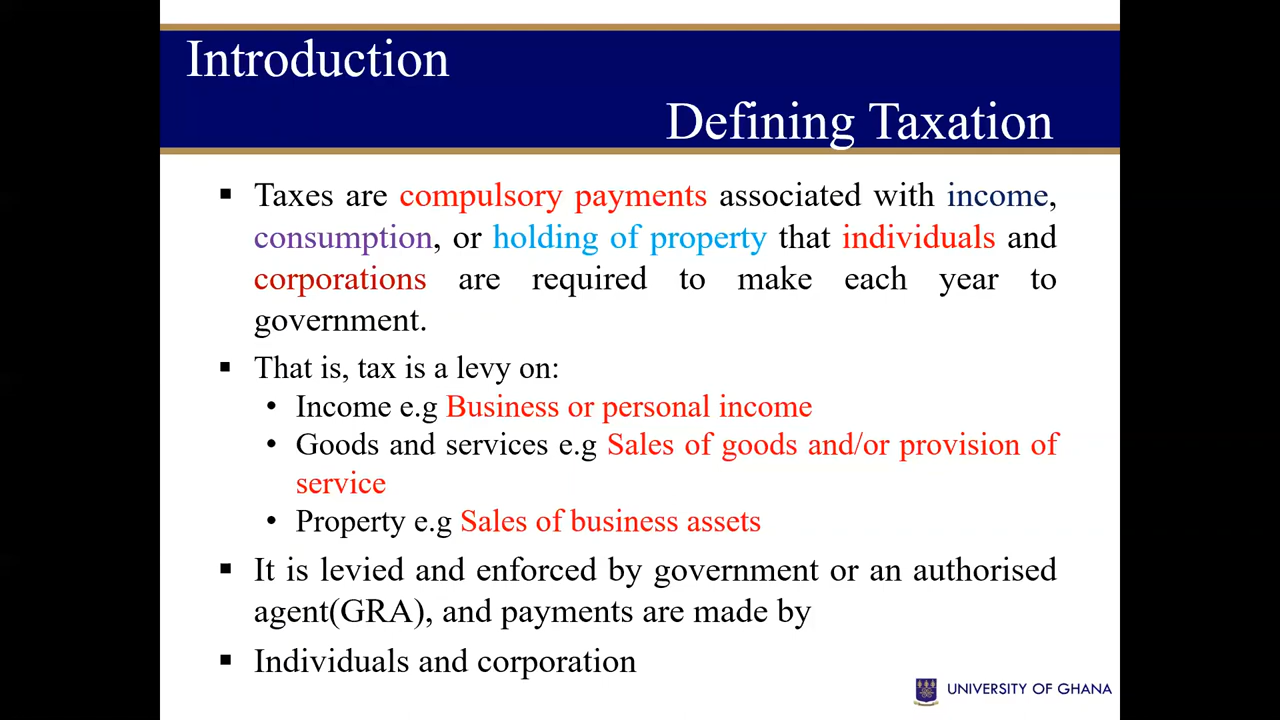 Introduction
Defining Taxation
▪ Taxes are compulsory payments associated with income,
consumption, or holding of property that individuals and
corporations are required to make each year to
government.
▪ That is, tax is a levy on:
• Income e.g Business or personal income
• Goods and services e.g Sales of goods and/or provision of
service
• Property e.g Sales of business assets
▪ It is levied and enforced by government or an authorised
agent(GRA), and payments are made by
▪ Individuals and corporation
UNIVERSITY OF GHANA